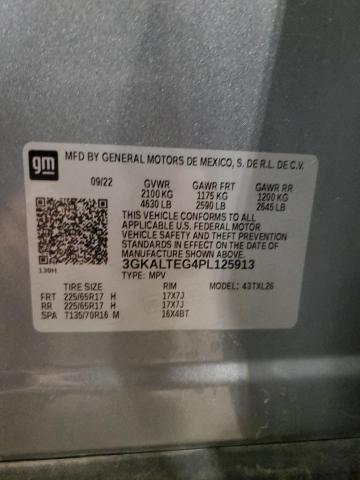 gm
MFD BY GENERAL MOTORS DE MEXICO, S. DE R.L. DE C.V.
09/22 GVWR GAWR FRT GAWR RR
2100 KG 1175 KG 1200 KG
4630 LB 2590 LB 2645 LB
THIS VEHICLE CONFORMS TO ALL
APPLICABLE U.S. FEDERAL MOTOR
VEHICLE SAFETY AND THEFT PREVENTION
STANDARDS IN EFFECT ON THE DATE OF
MANUFACTURE SHOWN ABOVE.
3GKALTEG4PL125913
139H TYPE: MPV
TIRE SIZE RIM MODEL: 43TXL26
FRT 225/65R17 H 17X7J
RR 225/65R17 H 17X7J
SPA T135/70R16 M 16X4BT